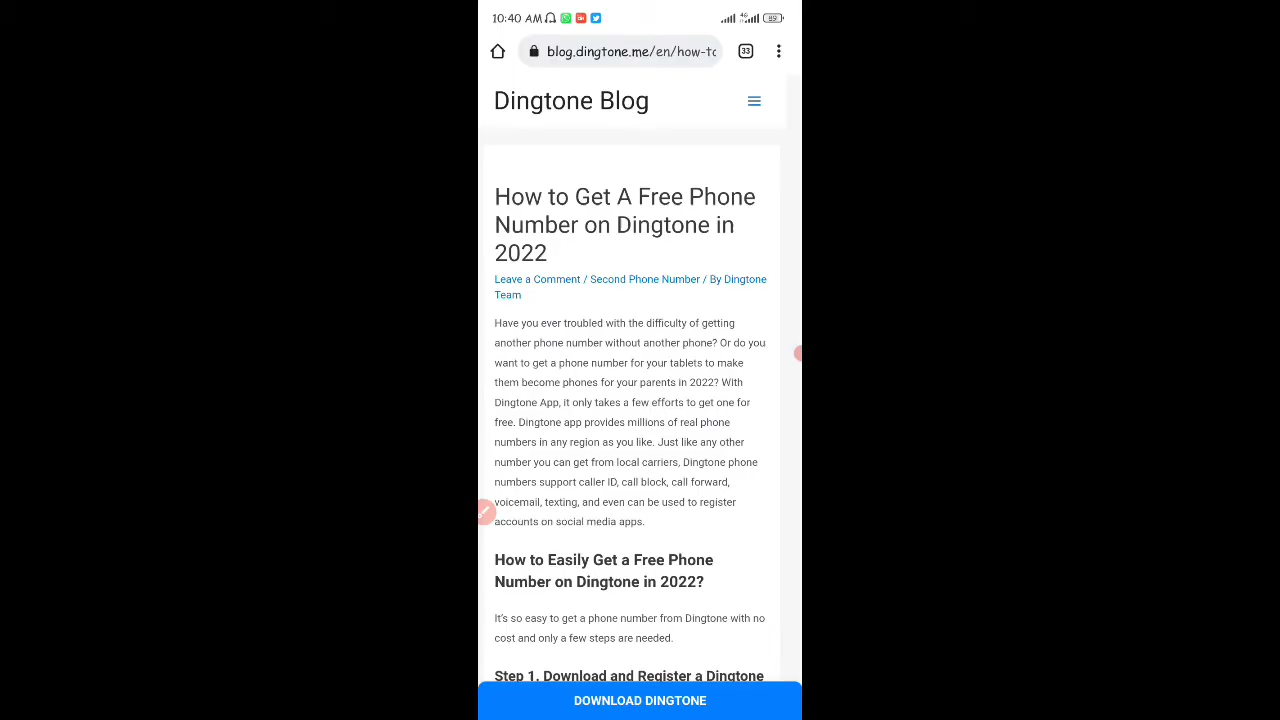 10:40 AM
4G
89
blog.dingtone.me/en/how-to
33
Dingtone Blog
How to Get A Free Phone
Number on Dingtone in
2022
Leave a Comment / Second Phone Number / By Dingtone
Team
Have you ever troubled with the difficulty of getting
another phone number without another phone? Or do you
want to get a phone number for your tablets to make
them become phones for your parents in 2022? With
Dingtone App, it only takes a few efforts to get one for
free. Dingtone app provides millions of real phone
numbers in any region as you like. Just like any other
number you can get from local carriers, Dingtone phone
numbers support caller ID, call block, call forward,
voicemail, texting, and even can be used to register
accounts on social media apps.
How to Easily Get a Free Phone
Number on Dingtone in 2022?
It's so easy to get a phone number from Dingtone with no
cost and only a few steps are needed.
Step 1. Download and Register a Dingtone
DOWNLOAD DINGTONE